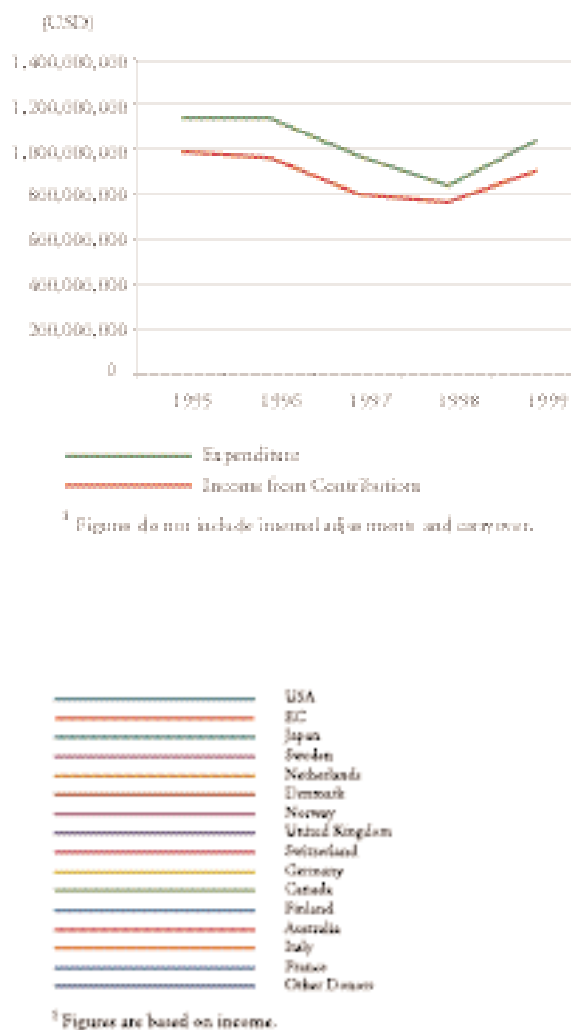 (USD)
1,400,000,000
1,200,000,000
1,000,000,000
800,000,000
600,000,000
400,000,000
200,000,000
0
1995 1996 1997 1998 1999
Expenditure
Income from Contributions
1 Figures do not include internal adjustments and carryover.
USA
EC
Japan
Sweden
Netherlands
Denmark
Norway
United Kingdom
Switzerland
Germany
Canada
Finland
Australia
Italy
France
Other Donors
2 Figures are based on income.